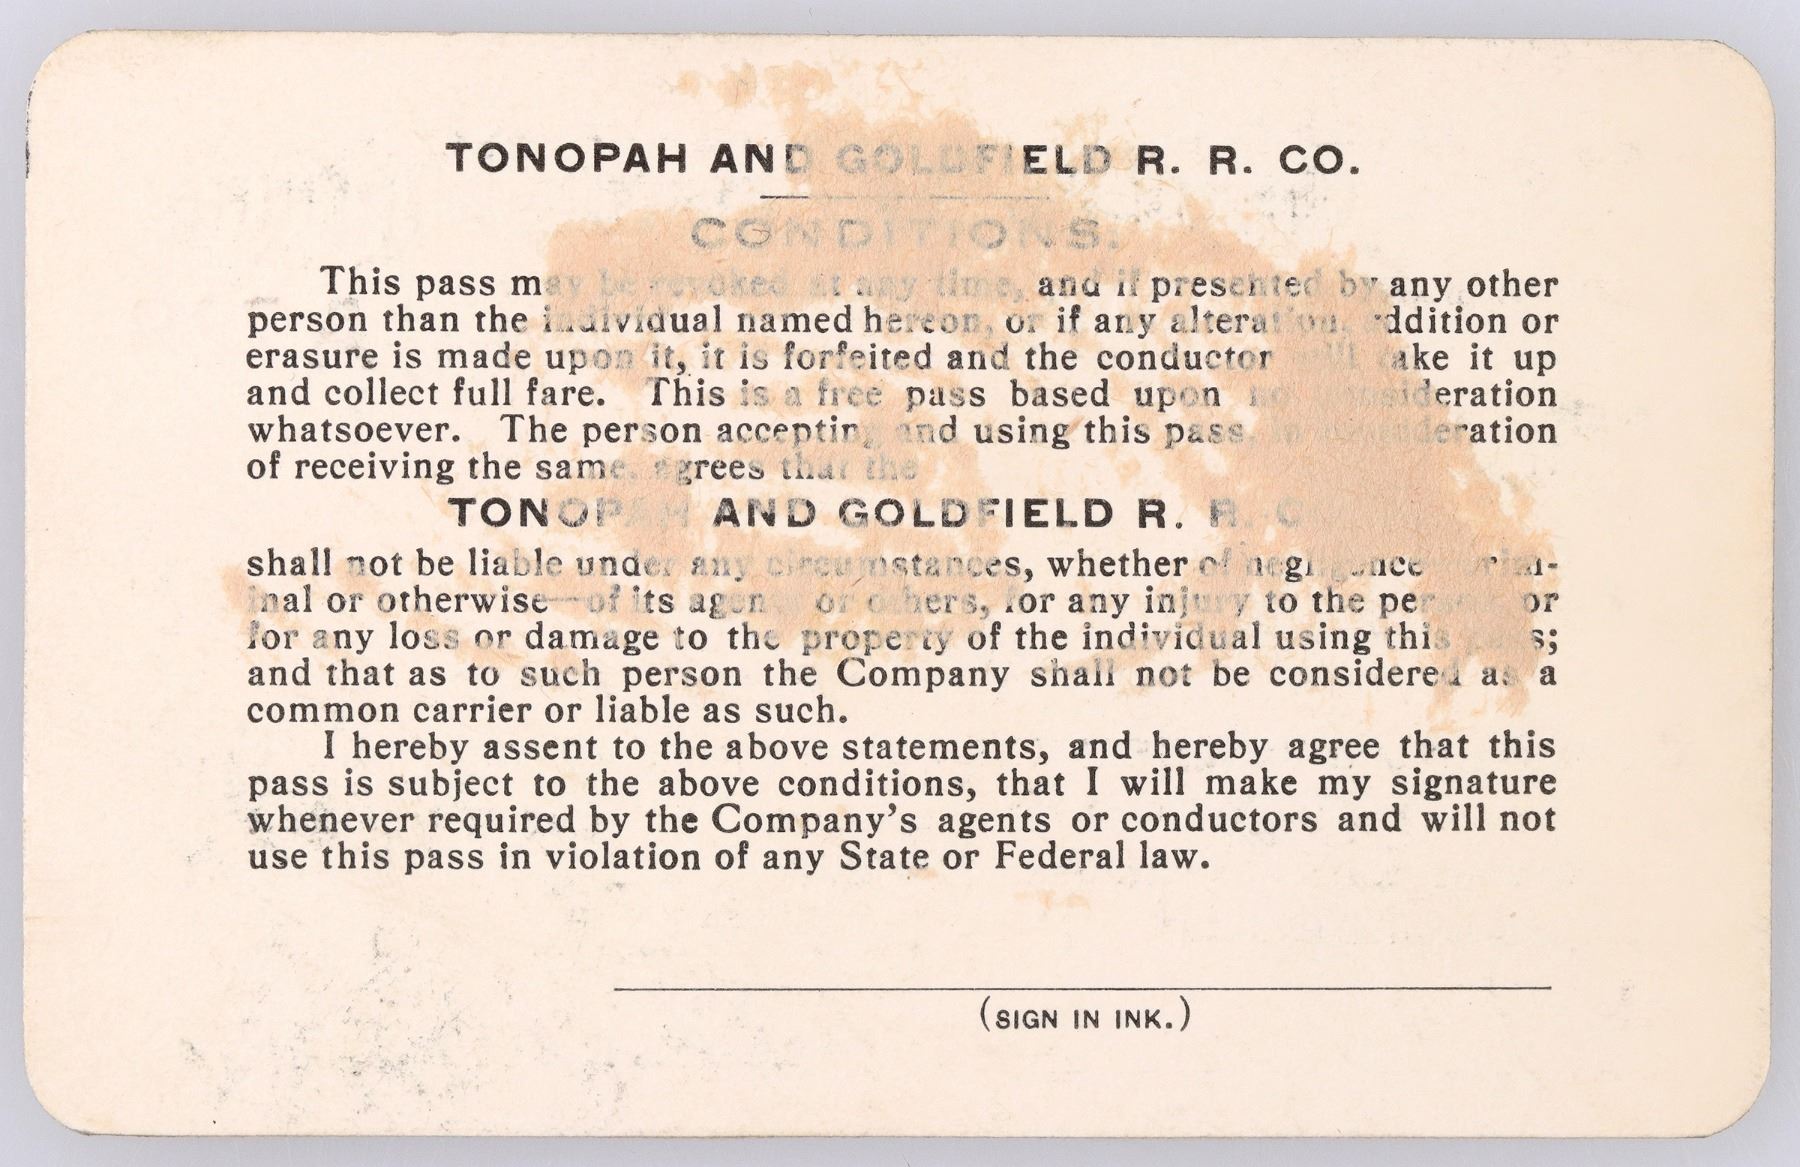 TONOPAH AND GOLDFIELD R. R. CO.
CONDITIONS.
This pass may be revoked at any time, and if presented by any other
person than the individual named hereon, or if any alteration, addition or
erasure is made upon it, it is forfeited and the conductor will take it up
and collect full fare. This is a free pass based upon no consideration
whatsoever. The person accepting and using this pass, in consideration
of receiving the same, agrees that the
TONOPAH AND GOLDFIELD R. R. C
shall not be liable under any circumstances, whether of negligence crim-
inal or otherwise—of its agents or others, for any injury to the person, or
for any loss or damage to the property of the individual using this pass;
and that as to such person the Company shall not be considered as a
common carrier or liable as such.
I hereby assent to the above statements, and hereby agree that this
pass is subject to the above conditions, that I will make my signature
whenever required by the Company's agents or conductors and will not
use this pass in violation of any State or Federal law.
(SIGN IN INK.)